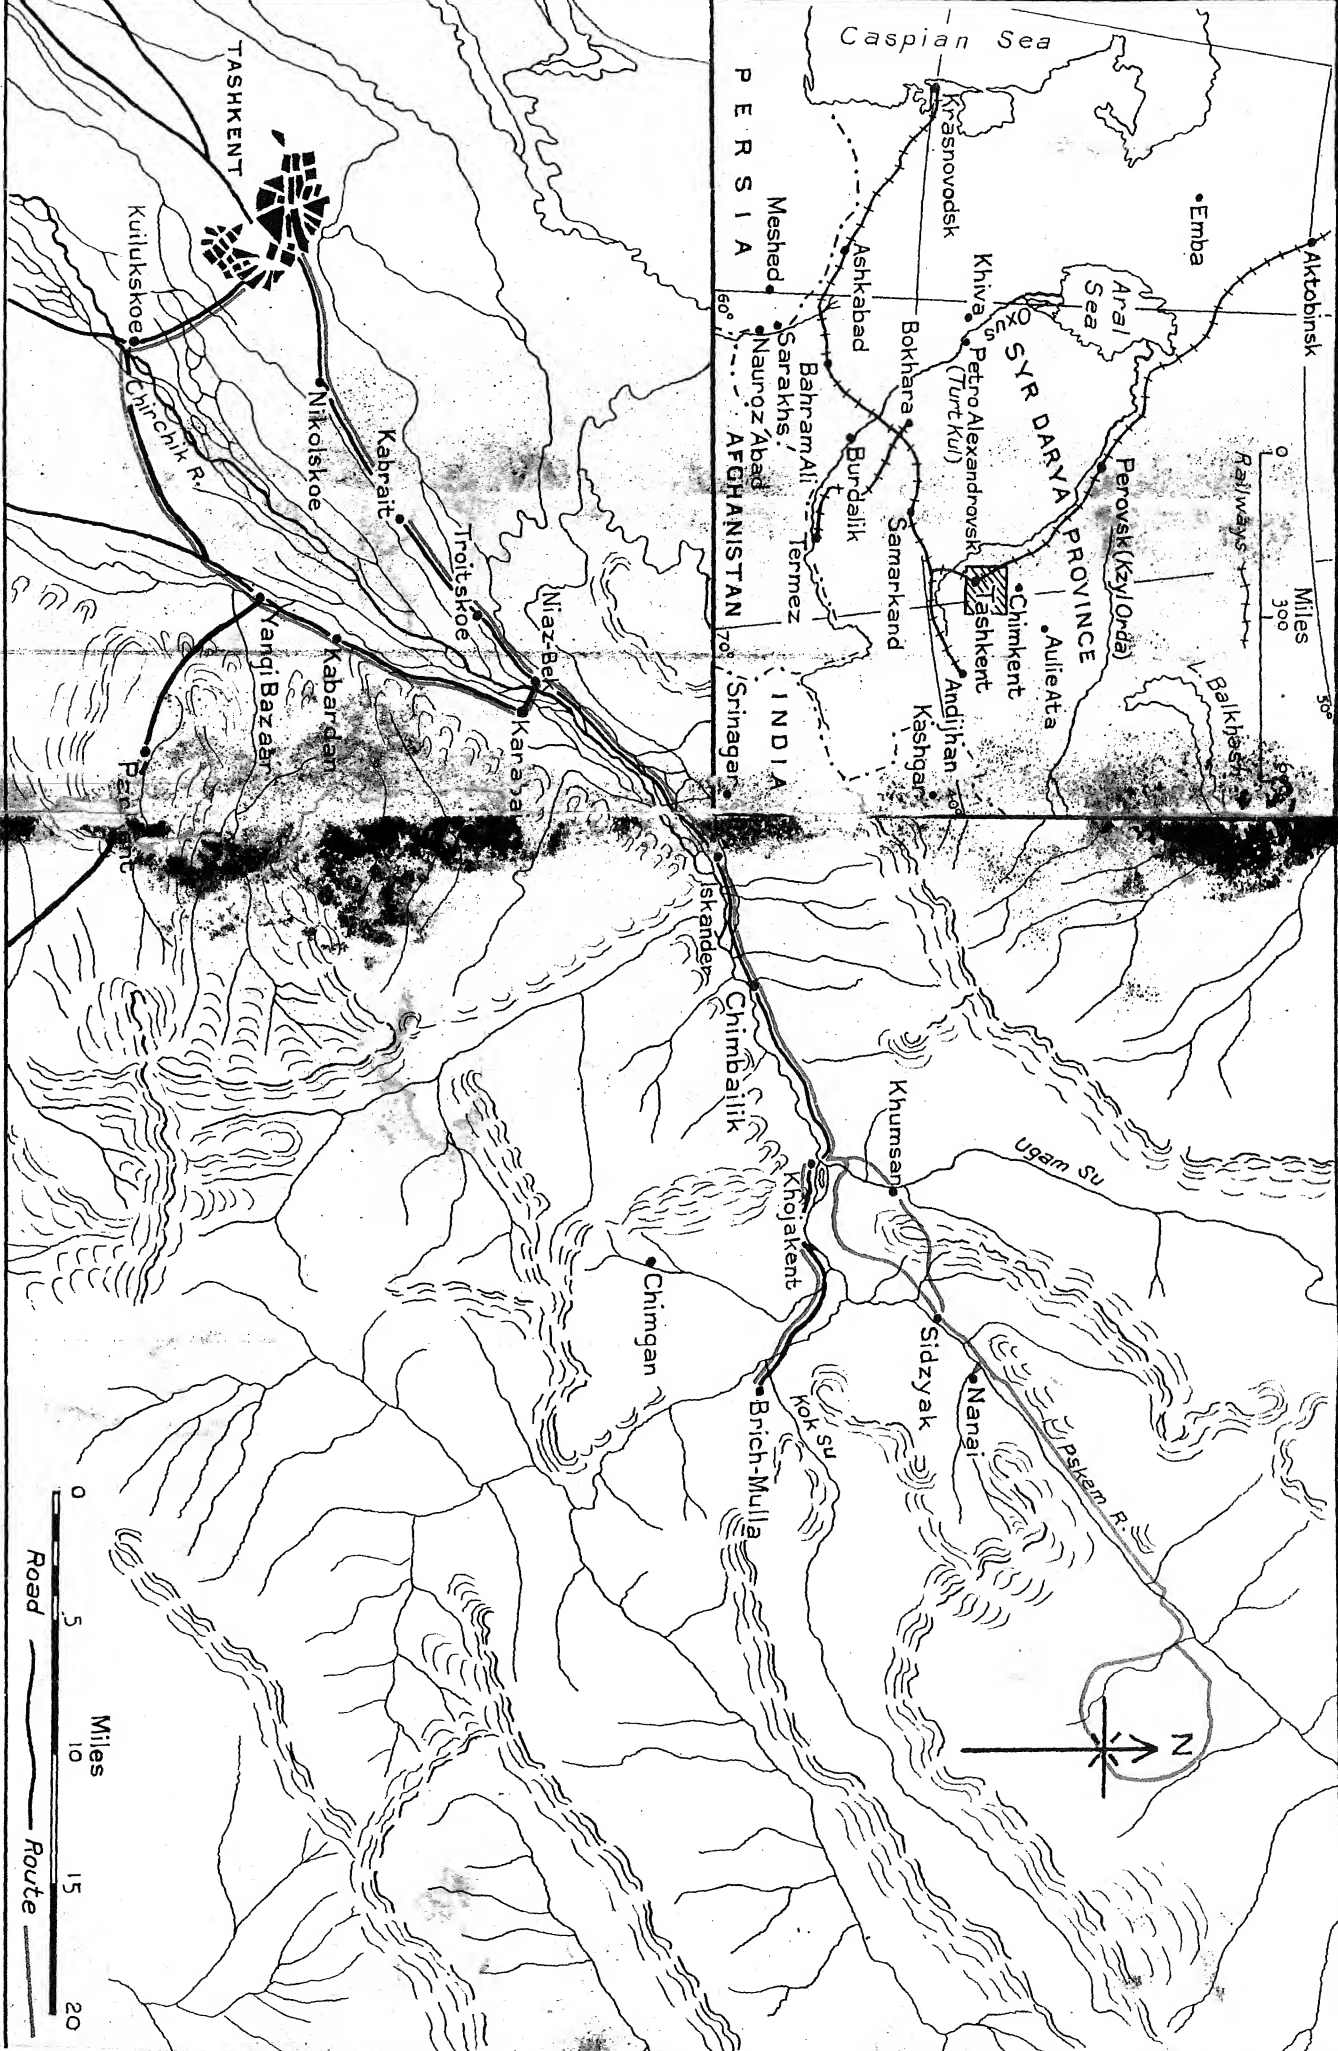 Caspian Sea
Krasnovodsk
Emba
Aktobinsk
Aral
Sea
Khiva
Oxus
PERSIA
Meshed
Ashkabad
Bokhara
Petro Alexandrovsk
(Turt Kul)
SYR DARYA PROVINCE
Perovsk (Kzyl Orda)
Railways
0
300
Miles
60°
Sarakhs
Nauroz Abad
Bahram Ali
Burdalik
Termez
Samarkand
AFGHANISTAN
Tashkent
Chimkent
Aulie Ata
L. Balkhash
Andijhan
Kashgar
40°
50°
70°
INDIA
Srinagar
TASHKENT
Kuilukskoe
Chirchik R.
Nikolskoe
Kabrait
Troitskoe
Niaz-Bek
Yangi Bazaar
Kabardan
Iskander
Chimbailik
Khumsan
Ugam Su
Khojakent
Chimgan
Sidzyak
Nanai
Brich-Mulla
Kok Su
Pskem R.
N
0
5
10
15
20
Miles
Road
Route